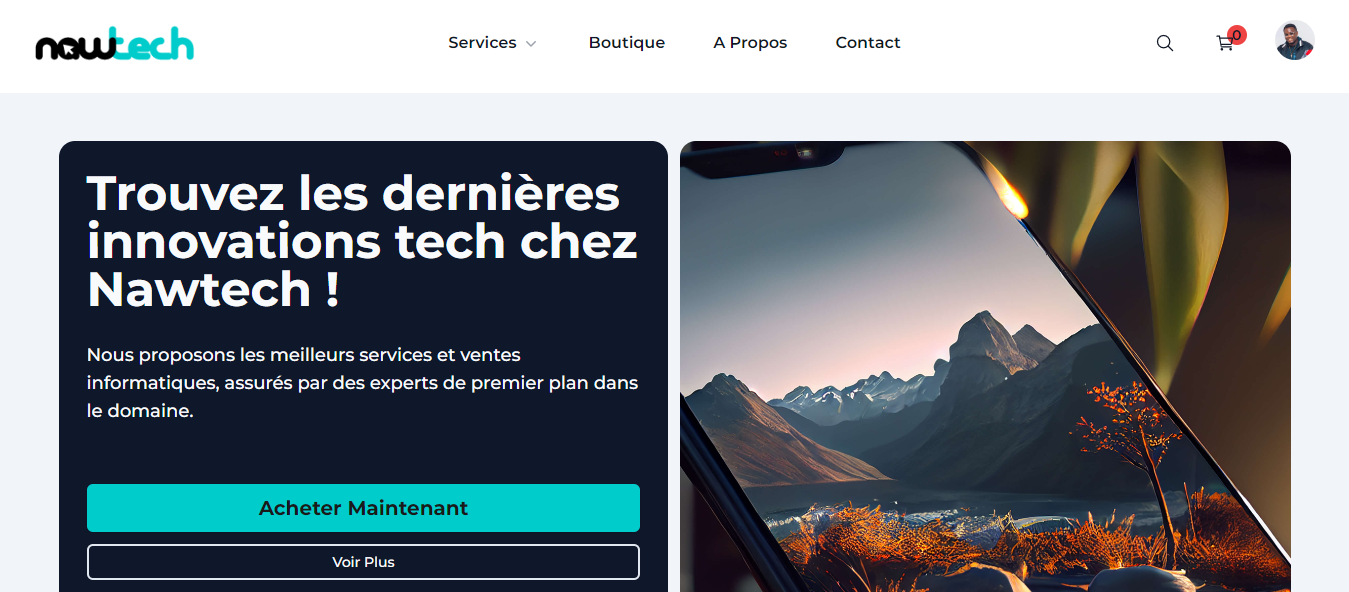 nawtech
Services
Boutique
A Propos
Contact
0
Trouvez les dernières
innovations tech chez
Nawtech !
Nous proposons les meilleurs services et ventes
informatiques, assurés par des experts de premier plan dans
le domaine.
Acheter Maintenant
Voir Plus